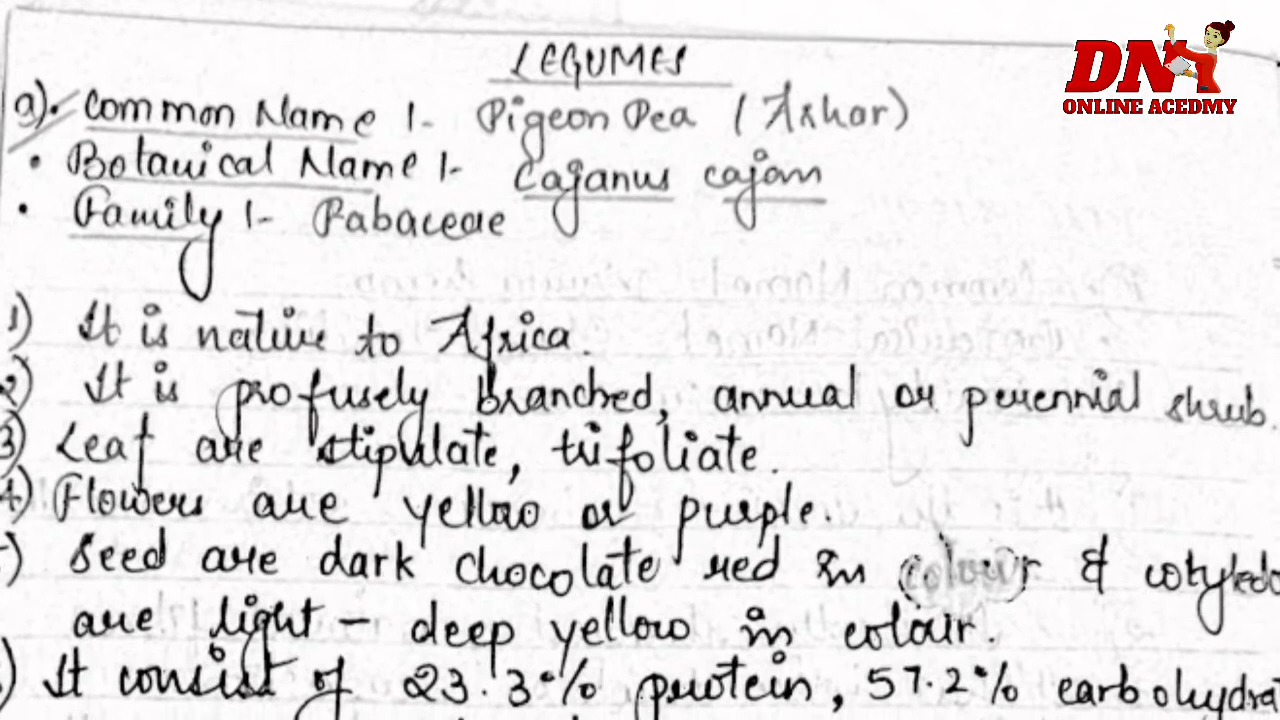 LEGUMES
a). Common Name :- Pigeon Pea (Arhar)
• Botanical Name :- Cajanus cajan
• Family :- Fabaceae
1) It is native to Africa.
2) It is profusely branched, annual or perennial shrub.
3) Leaf are stipulate, trifoliate.
4) Flowers are yellow or purple.
) Seed are dark chocolate red in colour & cotyledo
are light - deep yellow in colour.
) It consist of 23.3% protein, 57.2% carbohydra
DN
ONLINE ACEDMY